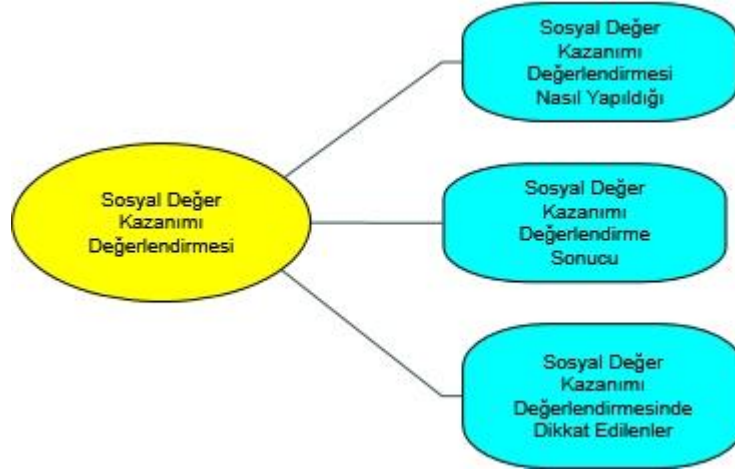 Sosyal Değer
Kazanımı
Değerlendirmesi
Sosyal Değer
Kazanımı
Değerlendirmesi
Nasıl Yapıldığı
Sosyal Değer
Kazanımı
Değerlendirme
Sonucu
Sosyal Değer
Kazanımı
Değerlendirmesinde
Dikkat Edilenler